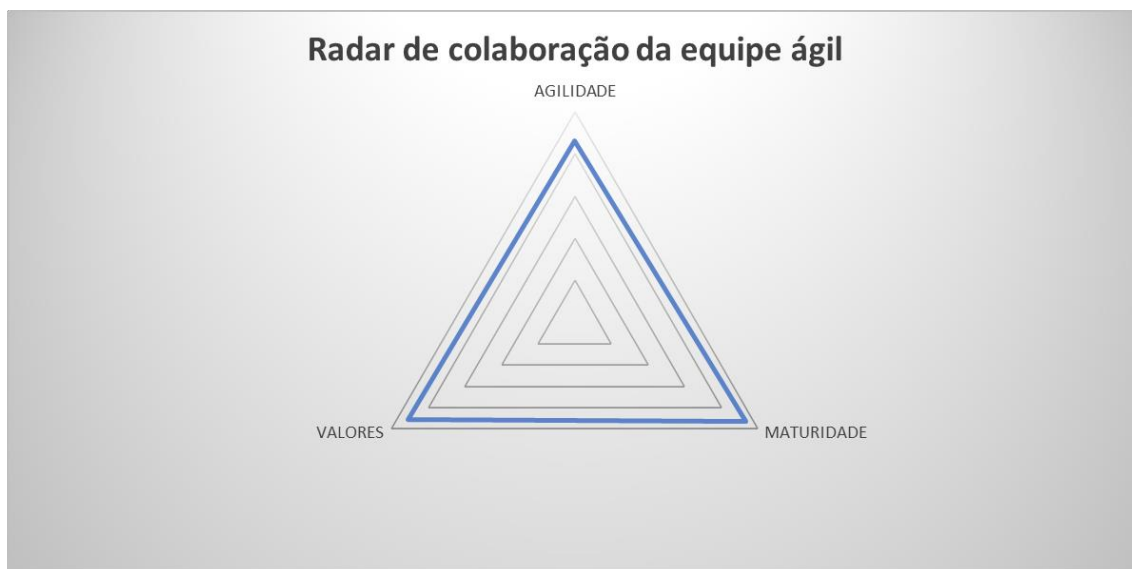 Radar de colaboração da equipe ágil
AGILIDADE
VALORES
MATURIDADE